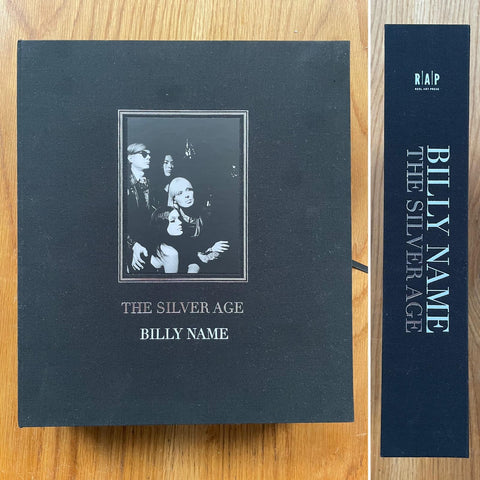 THE SILVER AGE
BILLY NAME
R|A|P
REEL ART PRESS
BILLY NAME
THE SILVER AGE